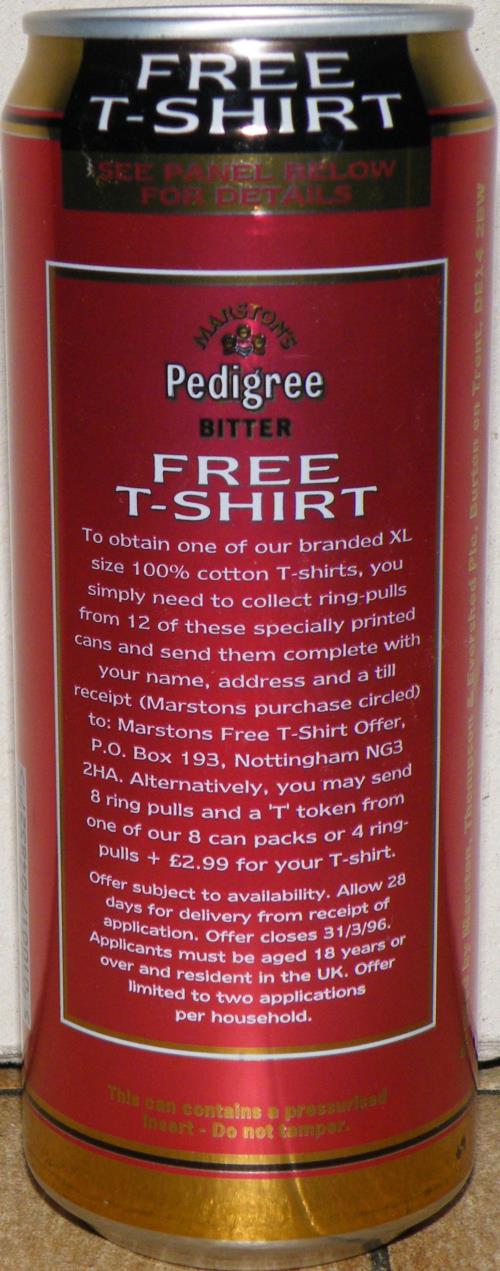 FREE
T-SHIRT
SEE PANEL BELOW
FOR DETAILS
MARSTON'S
Pedigree
BITTER
FREE
T-SHIRT
To obtain one of our branded XL
size 100% cotton T-shirts, you
simply need to collect ring-pulls
from 12 of these specially printed
cans and send them complete with
your name, address and a till
receipt (Marstons purchase circled)
to: Marstons Free T-Shirt Offer,
P.O. Box 193, Nottingham NG3
2HA. Alternatively, you may send
8 ring pulls and a 'T' token from
one of our 8 can packs or 4 ring-
pulls + £2.99 for your T-shirt.
Offer subject to availability. Allow 28
days for delivery from receipt of
application. Offer closes 31/3/96.
Applicants must be aged 18 years or
over and resident in the UK. Offer
limited to two applications
per household.
This can contains a pressurised
insert - Do not tamper.
by Marston, Thompson & Evershed Plc, Burton on Trent, DE14 2BW